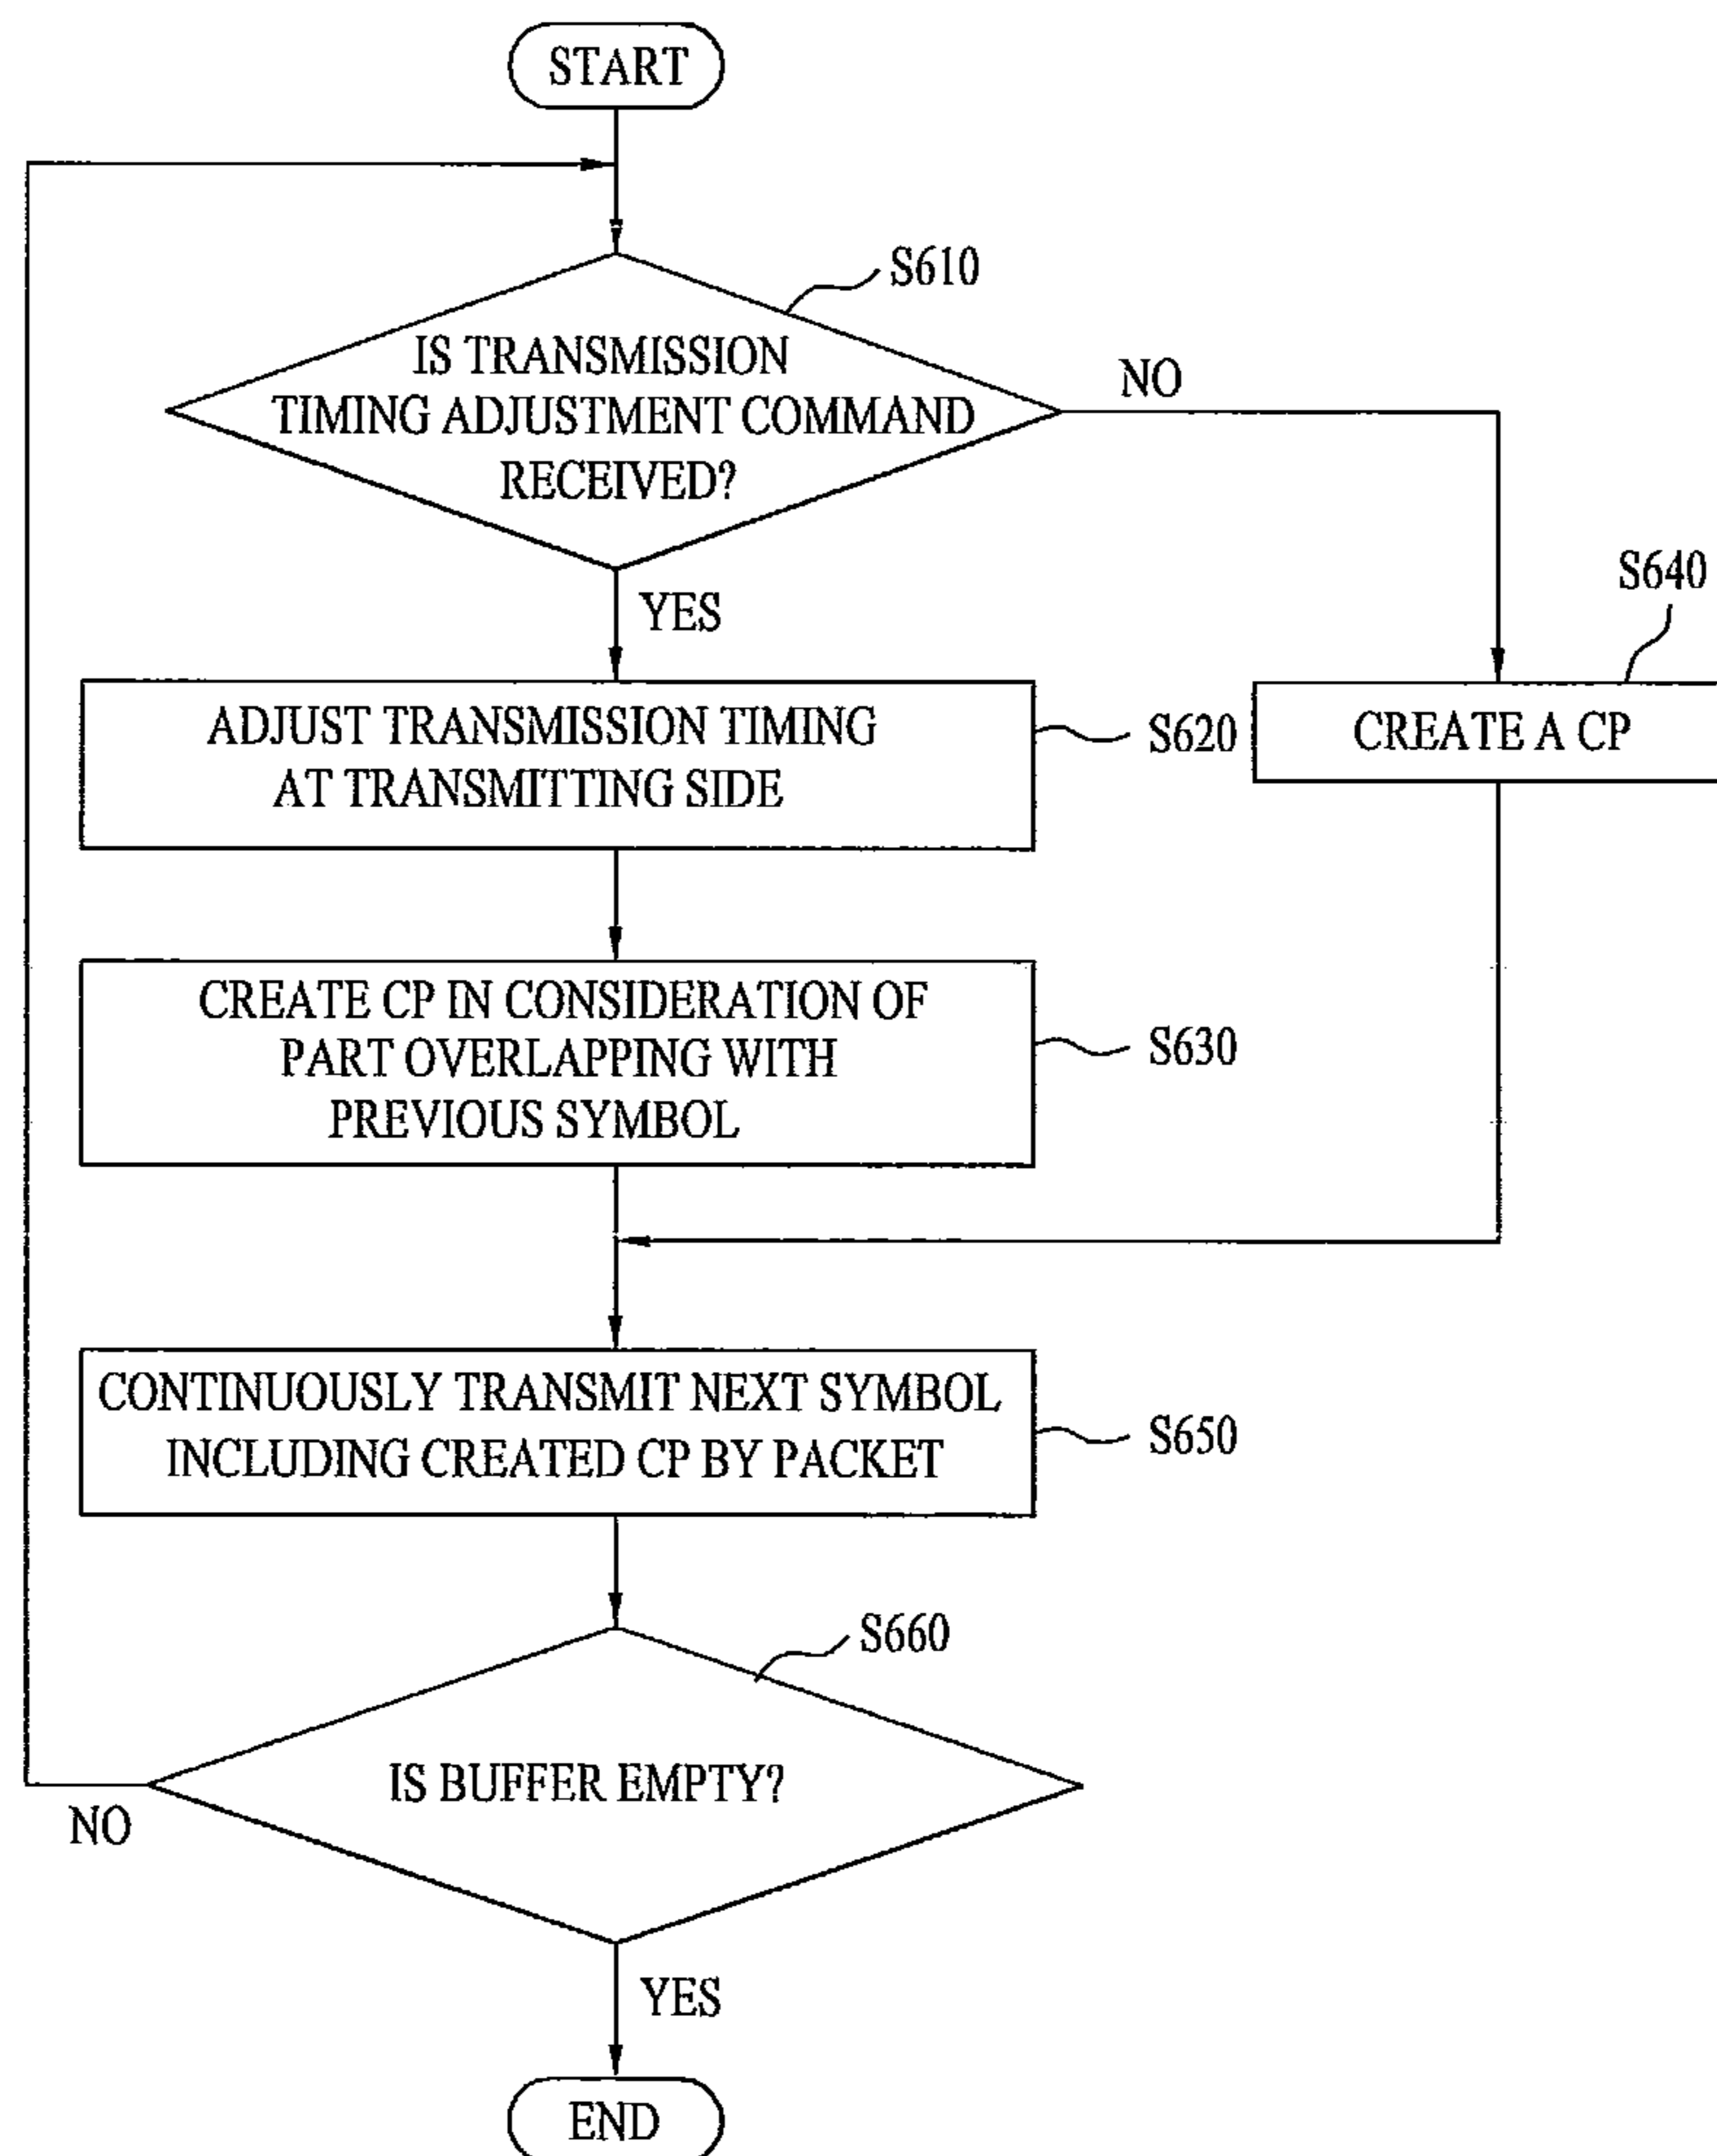 START
S610
IS TRANSMISSION
TIMING ADJUSTMENT COMMAND
RECEIVED?
NO
YES
S640
ADJUST TRANSMISSION TIMING
AT TRANSMITTING SIDE
S620
CREATE A CP
CREATE CP IN CONSIDERATION OF
PART OVERLAPPING WITH
PREVIOUS SYMBOL
S630
CONTINUOUSLY TRANSMIT NEXT SYMBOL
INCLUDING CREATED CP BY PACKET
S650
S660
IS BUFFER EMPTY?
NO
YES
END